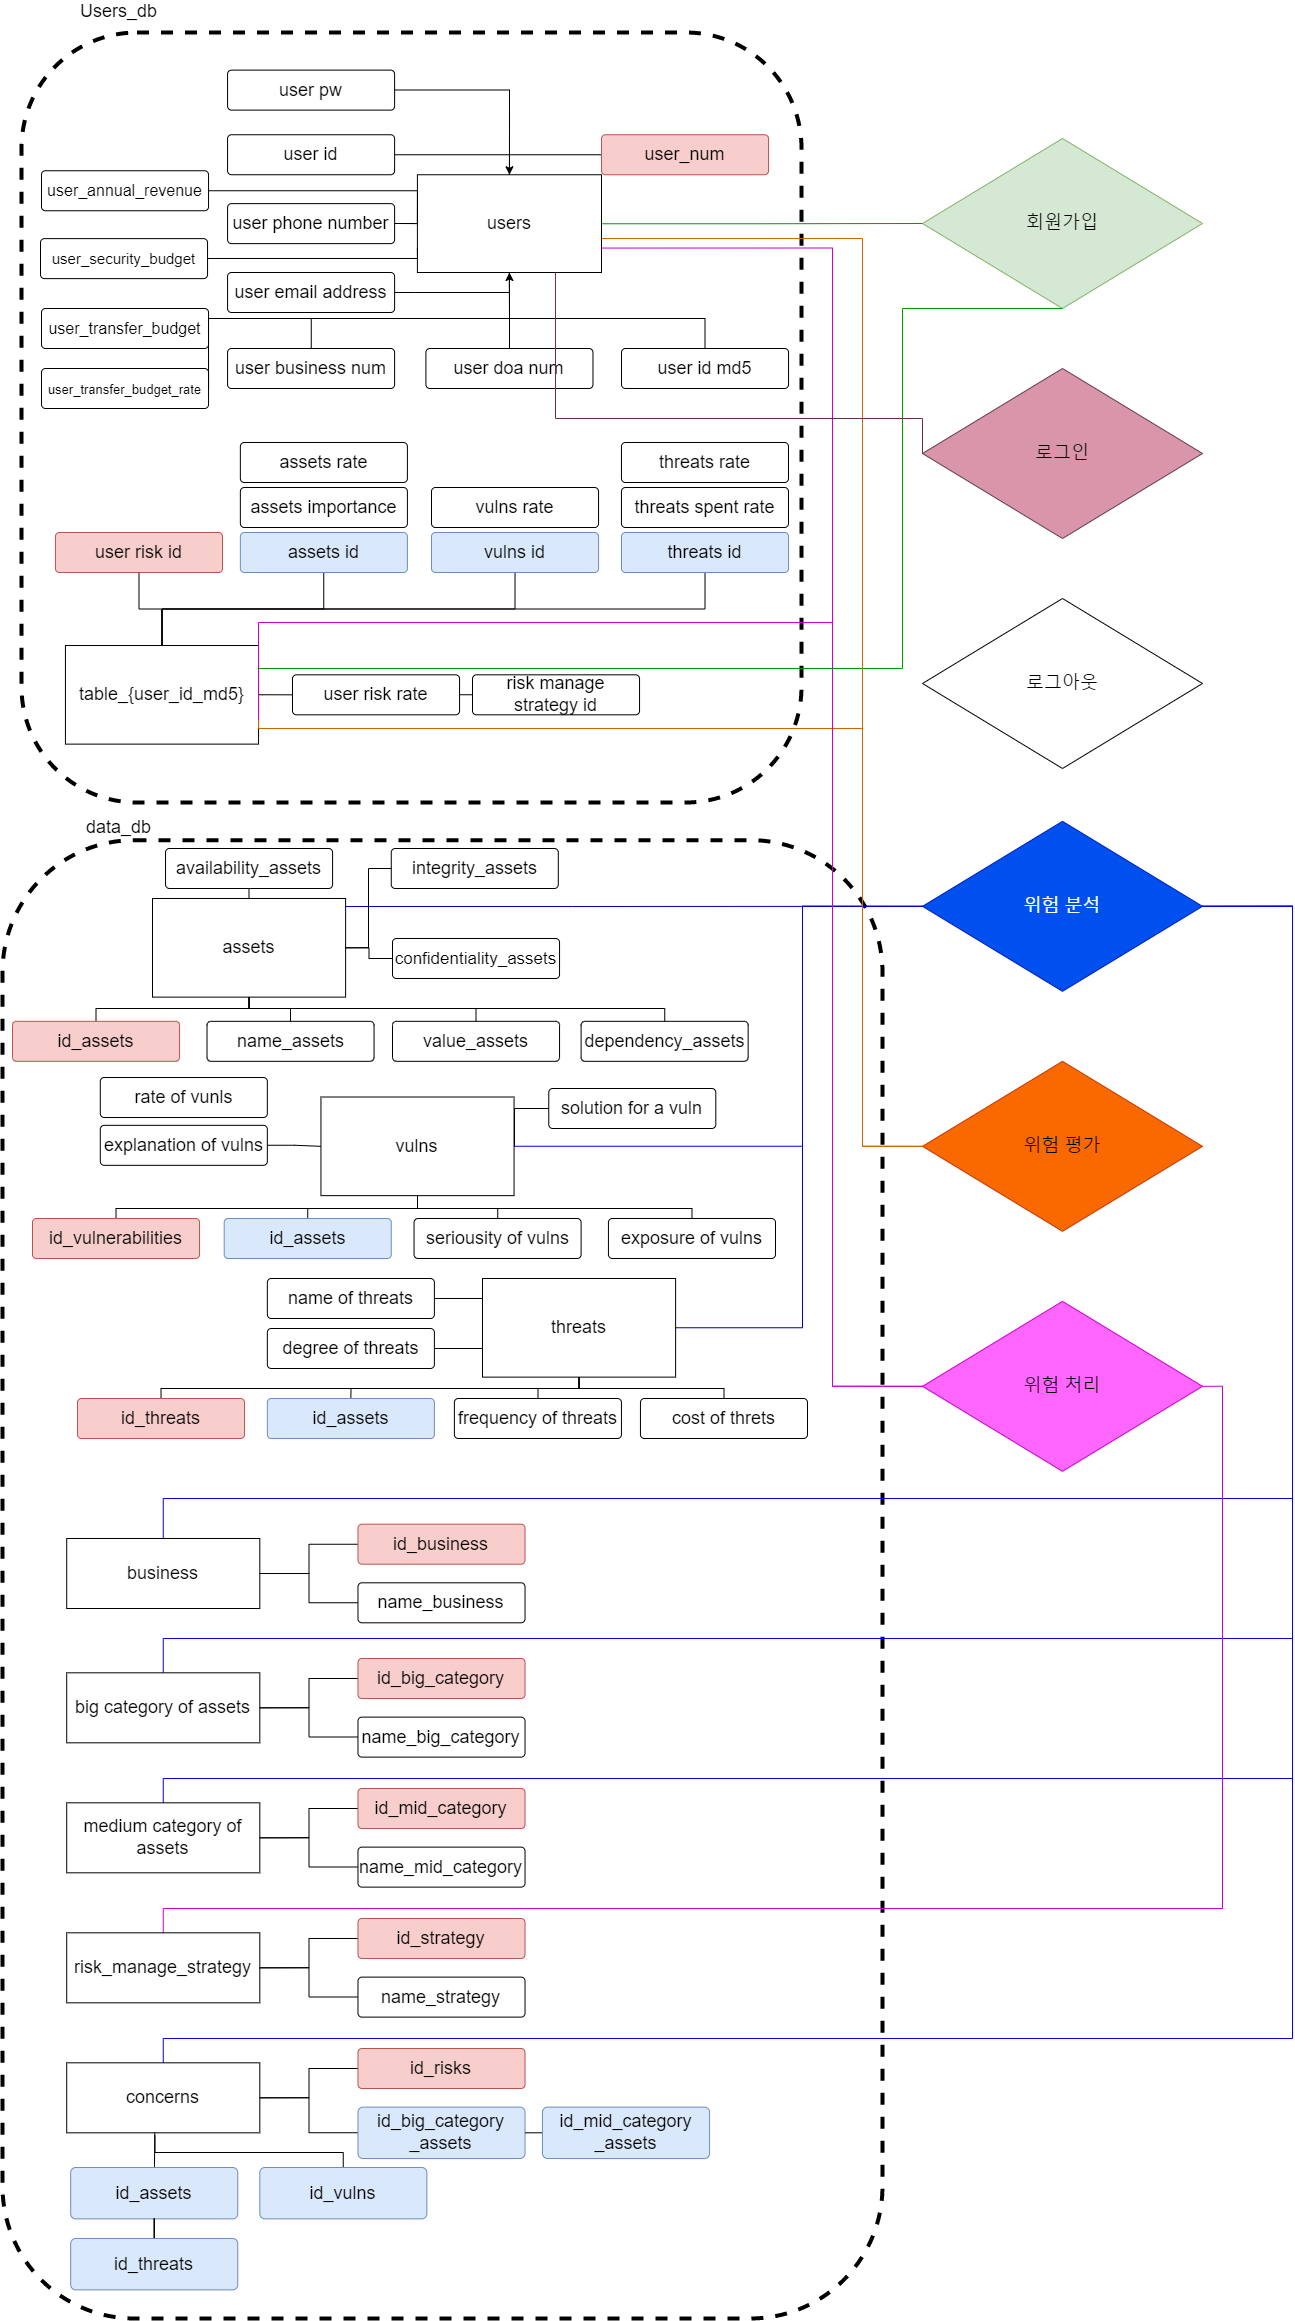 Users_db
user pw
user id
user_num
user_annual_revenue
user phone number
users
회원가입
user_security_budget
user email address
user_transfer_budget
user business num
user doa num
user id md5
user_transfer_budget_rate
로그인
assets rate
threats rate
assets importance
vulns rate
threats spent rate
user risk id
assets id
vulns id
threats id
로그아웃
table_{user_id_md5}
user risk rate
risk manage
strategy id
data_db
availability_assets
integrity_assets
위험 분석
assets
confidentiality_assets
id_assets
name_assets
value_assets
dependency_assets
rate of vunls
solution for a vuln
explanation of vulns
vulns
위험 평가
id_vulnerabilities
id_assets
seriousity of vulns
exposure of vulns
name of threats
threats
degree of threats
위험 처리
id_threats
id_assets
frequency of threats
cost of threts
id_business
business
name_business
id_big_category
big category of assets
name_big_category
id_mid_category
medium category of
assets
name_mid_category
id_strategy
risk_manage_strategy
name_strategy
id_risks
concerns
id_big_category
_assets
id_mid_category
_assets
id_assets
id_vulns
id_threats